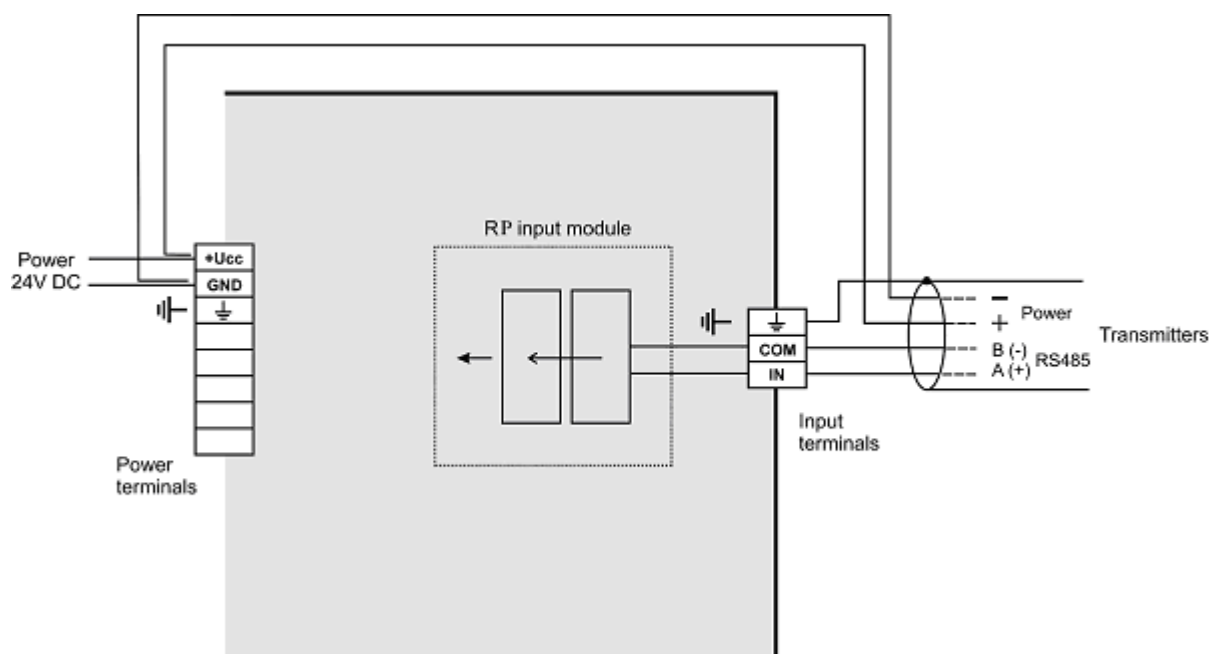 RP input module
Power
24V DC
+Ucc
GND
Power
terminals
COM
IN
Input
terminals
−
+
Power
B (-)
A (+)
RS485
Transmitters